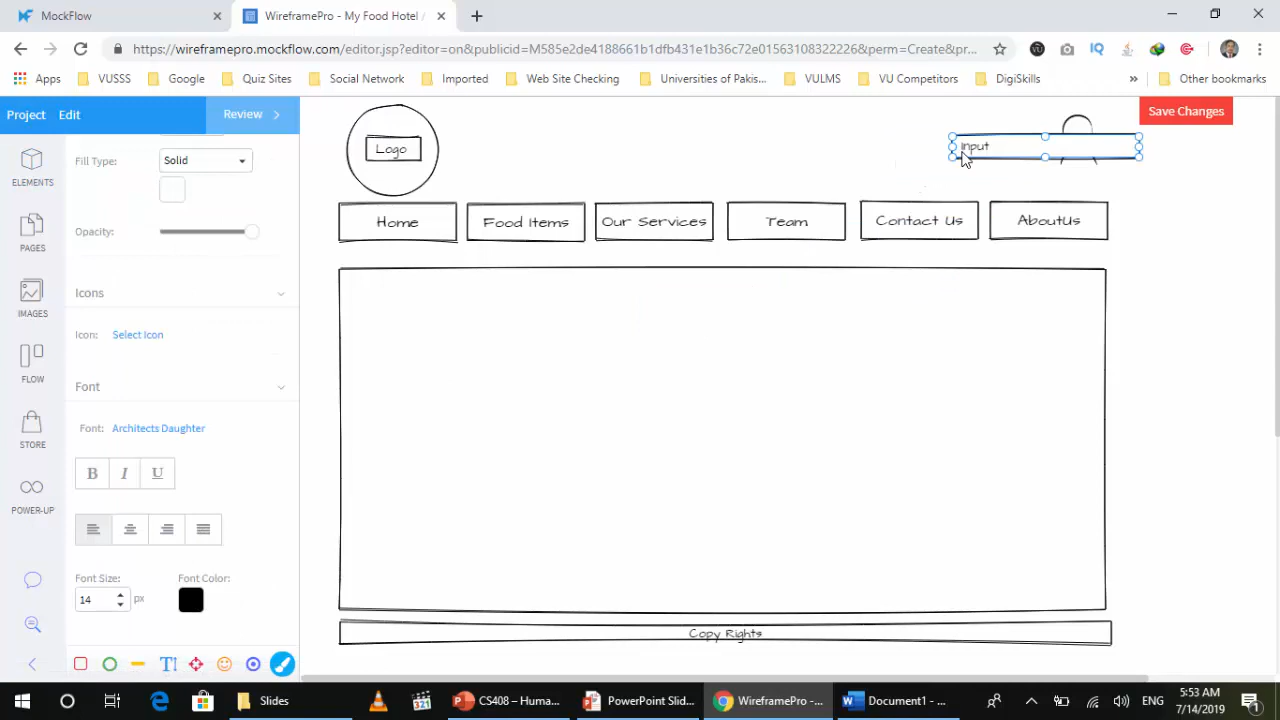 MockFlow
WireframePro - My Food Hotel /
https://wireframepro.mockflow.com/editor.jsp?editor=on&publicid=M585e2de4188661b1dfb431e1b36c72e01563108322226&perm=Create&pr...
Apps VUSSS Google Quiz Sites Social Network Imported Web Site Checking Universities of Pakis... VULMS VU Competitors DigiSkills » Other bookmarks
Project Edit Review
Save Changes
ELEMENTS
PAGES
IMAGES
FLOW
STORE
POWER-UP
Fill Type: Solid
Opacity:
Icons
Icon: Select Icon
Font
Font: Architects Daughter
B I U
Font Size: Font Color:
14 px
Logo
Input
Home Food Items Our Services Team Contact Us AboutUs
Copy Rights
Slides
CS408 – Huma...
PowerPoint Slid...
WireframePro -...
Document1 - ...
ENG
5:53 AM
7/14/2019